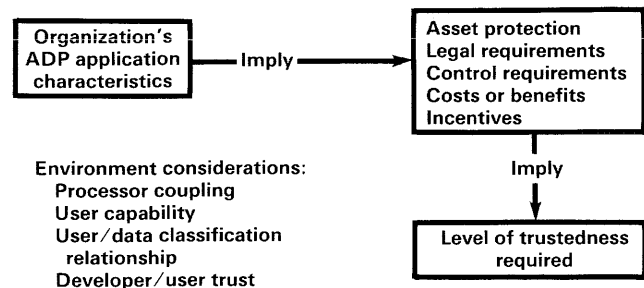 Organization's
ADP application
characteristics
Imply
Asset protection
Legal requirements
Control requirements
Costs or benefits
Incentives
Imply
Environment considerations:
Processor coupling
User capability
User/data classification
relationship
Developer/user trust
Level of trustedness
required